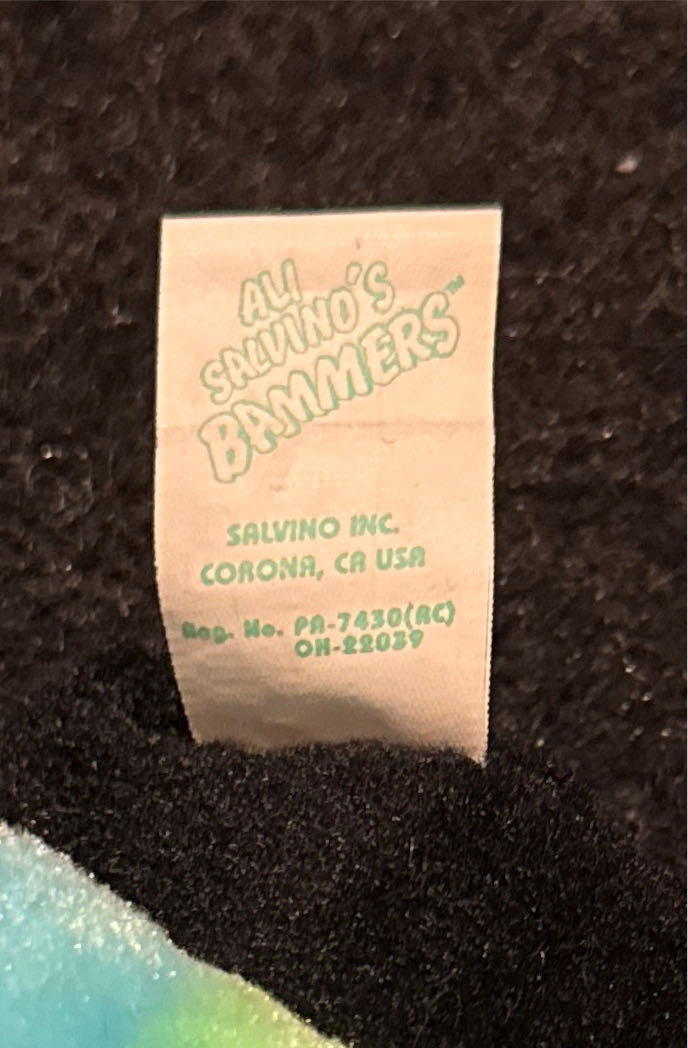 ALI
SALVINO'S
BAMMERS™
SALVINO INC.
CORONA, CA USA
Reg. No. PA-7430(RC)
OH-22039